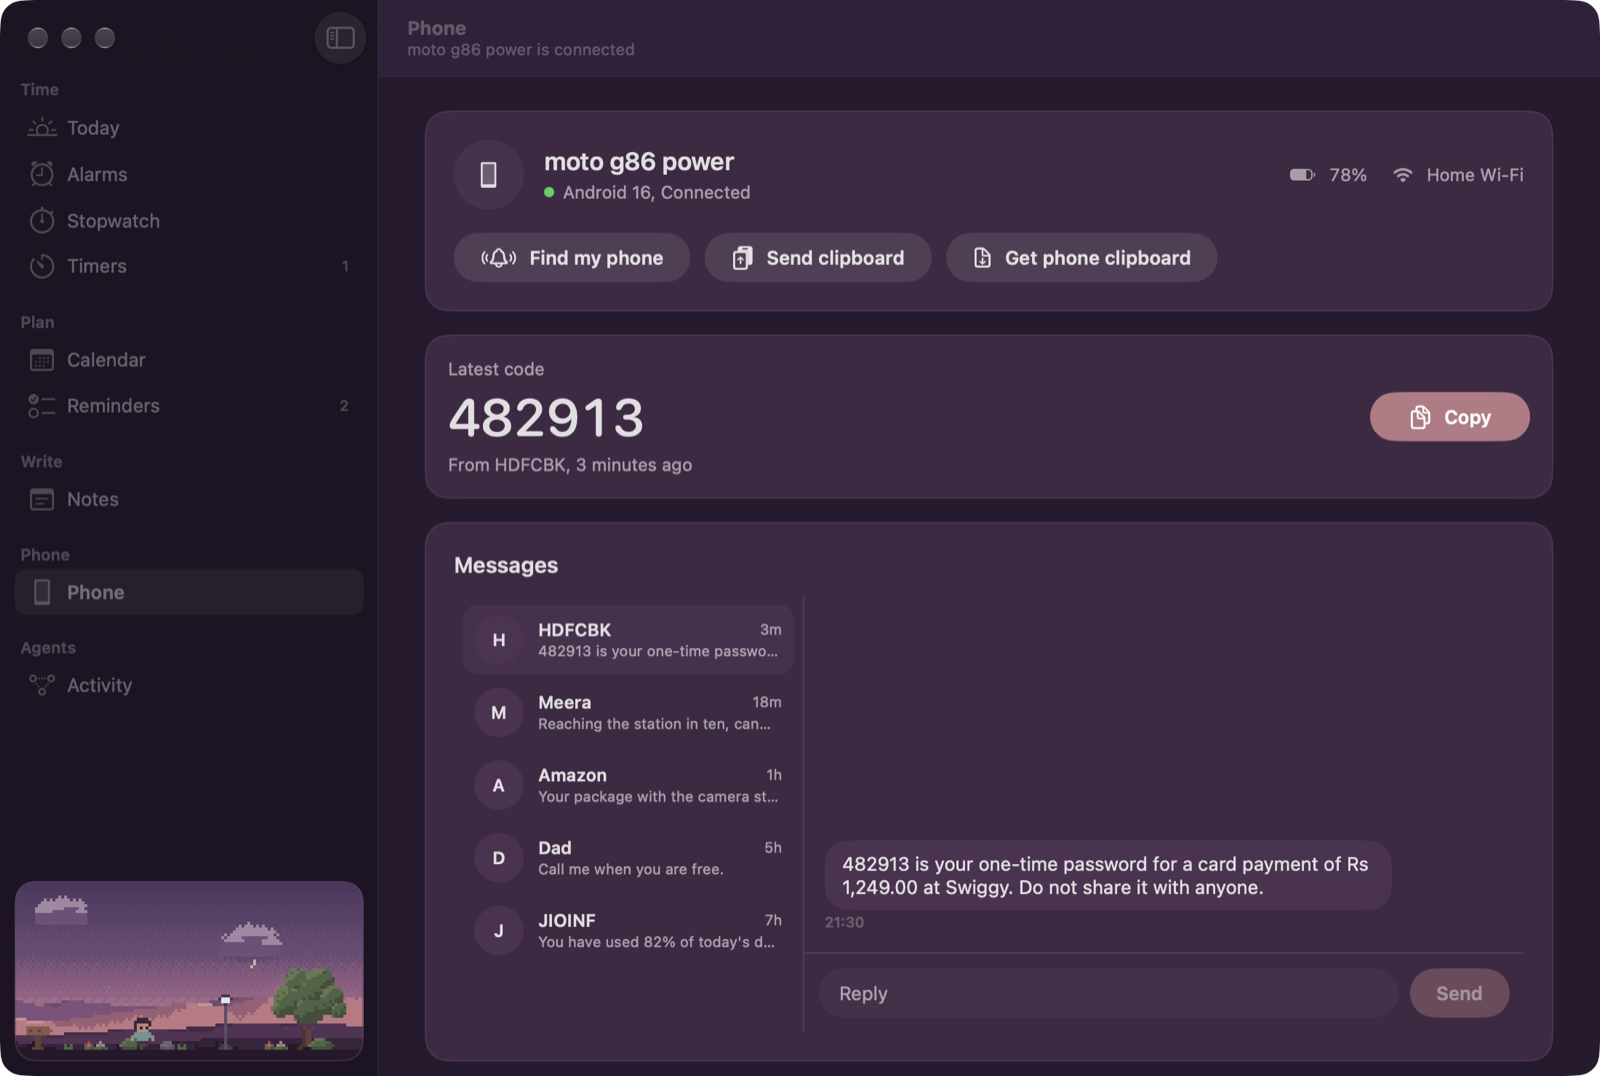 Time
Today
Alarms
Stopwatch
Timers 1
Plan
Calendar
Reminders 2
Write
Notes
Phone
Phone
Agents
Activity
Phone
moto g86 power is connected
moto g86 power
Android 16, Connected
78% Home Wi-Fi
Find my phone
Send clipboard
Get phone clipboard
Latest code
482913
From HDFCBK, 3 minutes ago
Copy
Messages
H
HDFCBK 3m
482913 is your one-time passwo...
M
Meera 18m
Reaching the station in ten, can...
A
Amazon 1h
Your package with the camera st...
D
Dad 5h
Call me when you are free.
J
JIOINF 7h
You have used 82% of today's d...
482913 is your one-time password for a card payment of Rs
1,249.00 at Swiggy. Do not share it with anyone.
21:30
Reply
Send